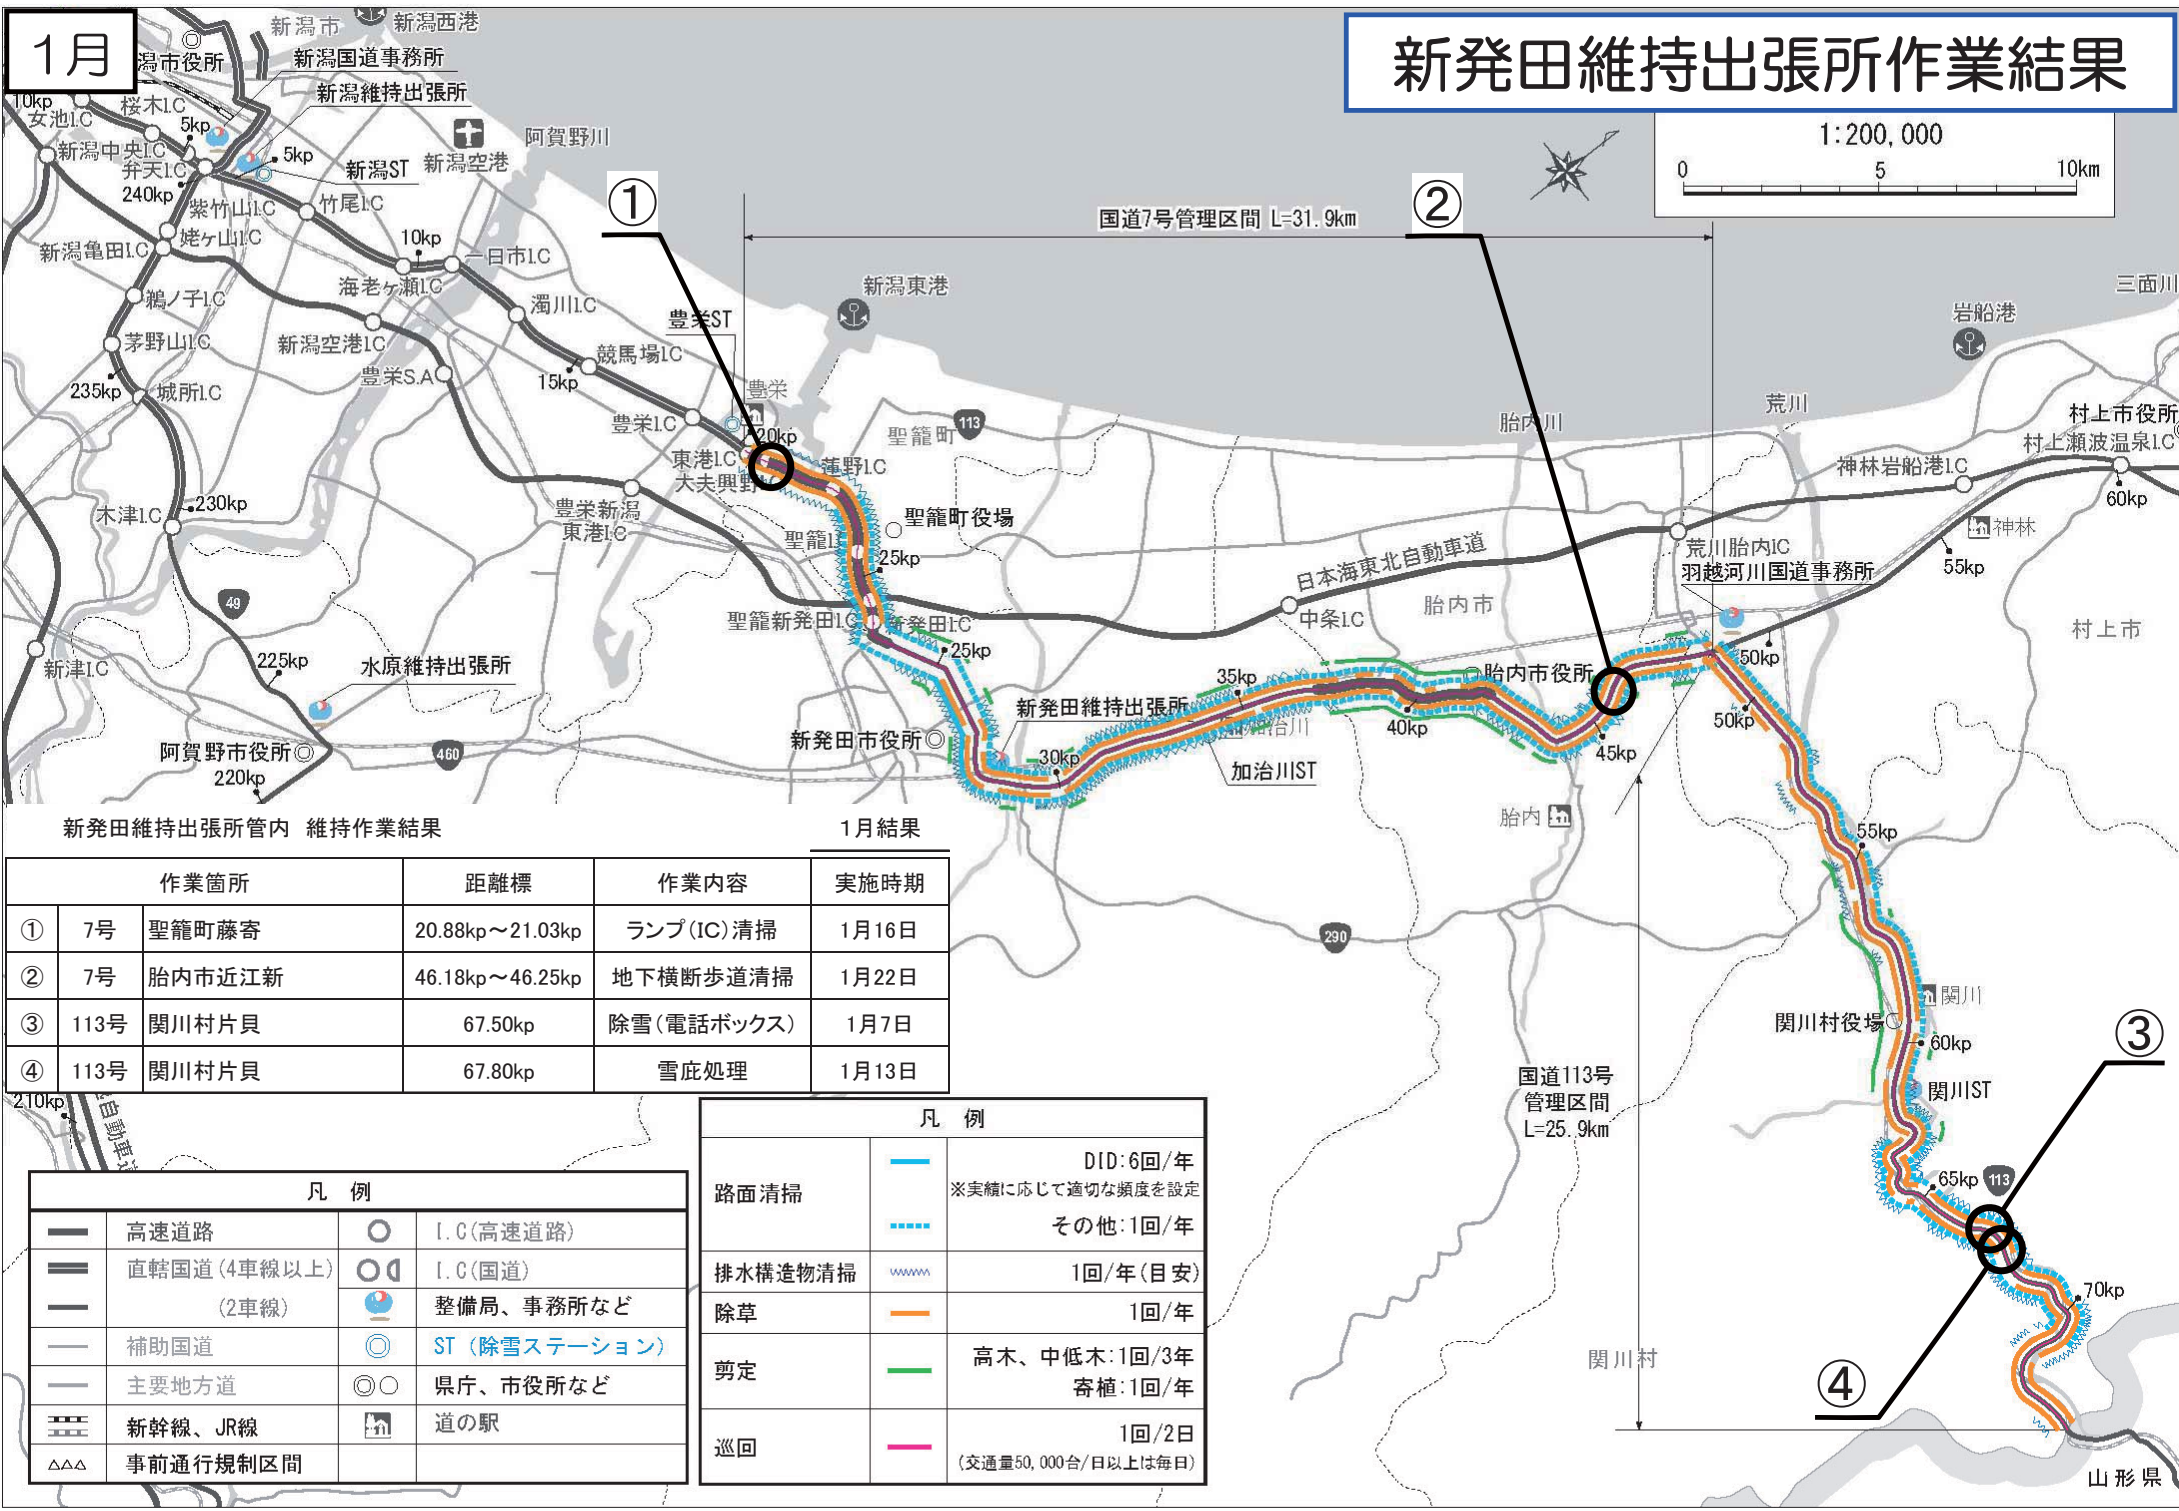 1月
新発田維持出張所作業結果
1:200,000
0 5 10km
新潟市
新潟西港
潟市役所
新潟国道事務所
新潟維持出張所
10kp
女池I.C
桜木I.C
5kp
新潟中央I.C
弁天I.C
240kp
5kp
新潟ST
新潟空港
阿賀野川
紫竹山I.C
竹尾I.C
姥ヶ山I.C
新潟亀田I.C
10kp
一日市I.C
海老ヶ瀬I.C
鵜ノ子I.C
濁川I.C
茅野山I.C
新潟空港I.C
競馬場I.C
15kp
豊栄S.A
235kp
城所I.C
豊栄ST
新潟東港
豊栄
豊栄I.C
20kp
東港I.C
蓮野I.C
大夫興野I.C
聖籠町
113
①
国道7号管理区間 L=31.9km
②
三面川
岩船港
胎内川
荒川
村上市役所
村上瀬波温泉I.C
神林岩船港I.C
60kp
神林
55kp
木津I.C
230kp
豊栄新潟
東港I.C
聖籠町役場
聖籠I.C
25kp
日本海東北自動車道
荒川胎内IC
羽越河川国道事務所
49
聖籠新発田I.C
新発田I.C
胎内市
中条I.C
村上市
新津I.C
225kp
水原維持出張所
25kp
50kp
35kp
胎内市役所
新発田維持出張所
加治川
40kp
50kp
45kp
阿賀野市役所
220kp
460
新発田市役所
30kp
加治川ST
胎内
55kp
290
関川
関川村役場
60kp
関川ST
国道113号
管理区間
L=25.9km
③
65kp
113
70kp
④
関川村
山形県
新発田維持出張所管内 維持作業結果 1月結果
作業箇所 距離標 作業内容 実施時期
① 7号 聖籠町藤寄 20.88kp～21.03kp ランプ(IC)清掃 1月16日
② 7号 胎内市近江新 46.18kp～46.25kp 地下横断歩道清掃 1月22日
③ 113号 関川村片貝 67.50kp 除雪(電話ボックス) 1月7日
④ 113号 関川村片貝 67.80kp 雪庇処理 1月13日
210kp
自動車道
凡 例
高速道路 I.C(高速道路)
直轄国道(4車線以上) I.C(国道)
(2車線) 整備局、事務所など
補助国道 ST (除雪ステーション)
主要地方道 県庁、市役所など
新幹線、JR線 道の駅
事前通行規制区間
凡 例
路面清掃 DID:6回/年
※実績に応じて適切な頻度を設定
その他:1回/年
排水構造物清掃 1回/年(目安)
除草 1回/年
剪定 高木、中低木:1回/3年
寄植:1回/年
巡回 1回/2日
(交通量50,000台/日以上は毎日)